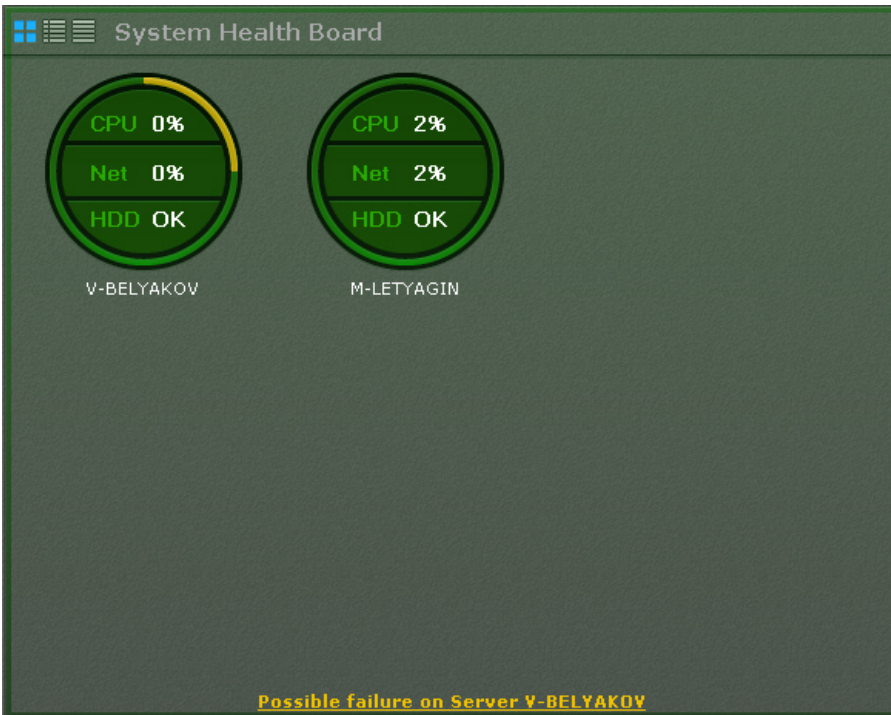 System Health Board
CPU 0%
Net 0%
HDD OK
V-BELYAKOV
CPU 2%
Net 2%
HDD OK
M-LETYAGIN
Possible failure on Server V-BELYAKOV